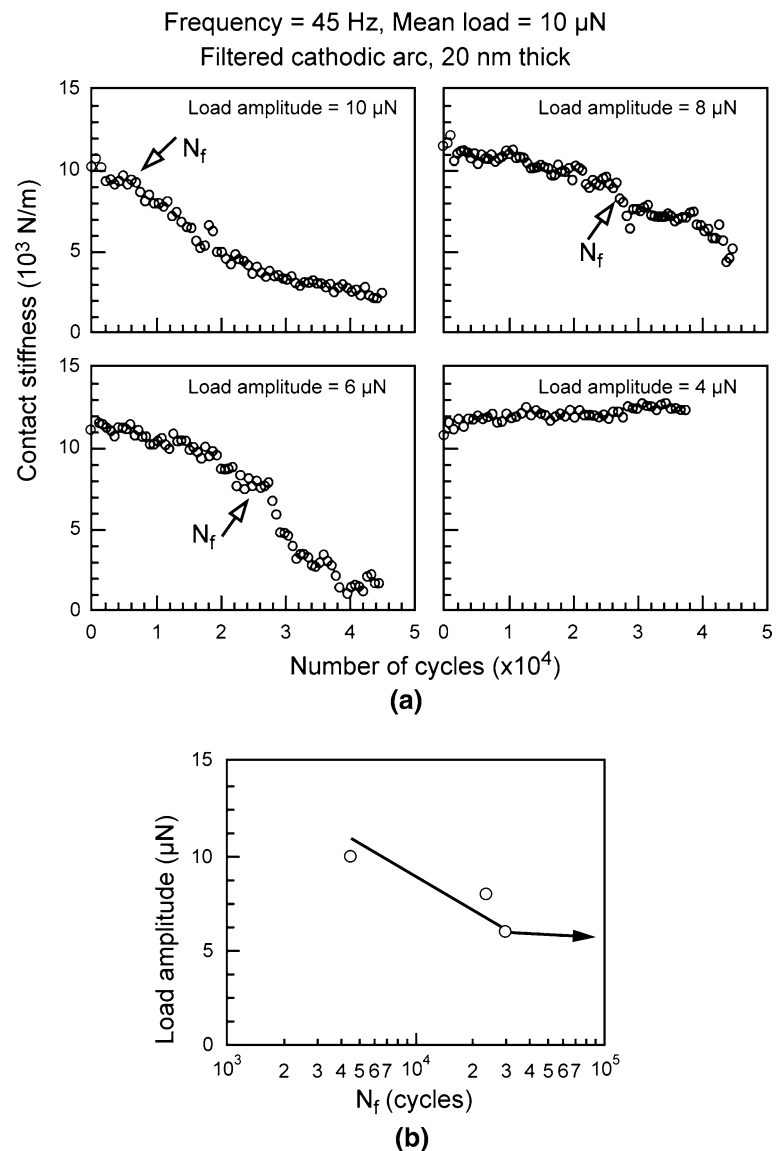 Frequency = 45 Hz, Mean load = 10 µN
Filtered cathodic arc, 20 nm thick
15
10
5
0
Load amplitude = 10 µN
N_f
Load amplitude = 8 µN
N_f
Contact stiffness (10³ N/m)
15
10
5
0
Load amplitude = 6 µN
N_f
Load amplitude = 4 µN
0 1 2 3 4 5
0 1 2 3 4 5
Number of cycles (x10⁴)
(a)
15
10
5
0
Load amplitude (µN)
10³ 2 3 4 5 6 7 10⁴ 2 3 4 5 6 7 10⁵
N_f (cycles)
(b)